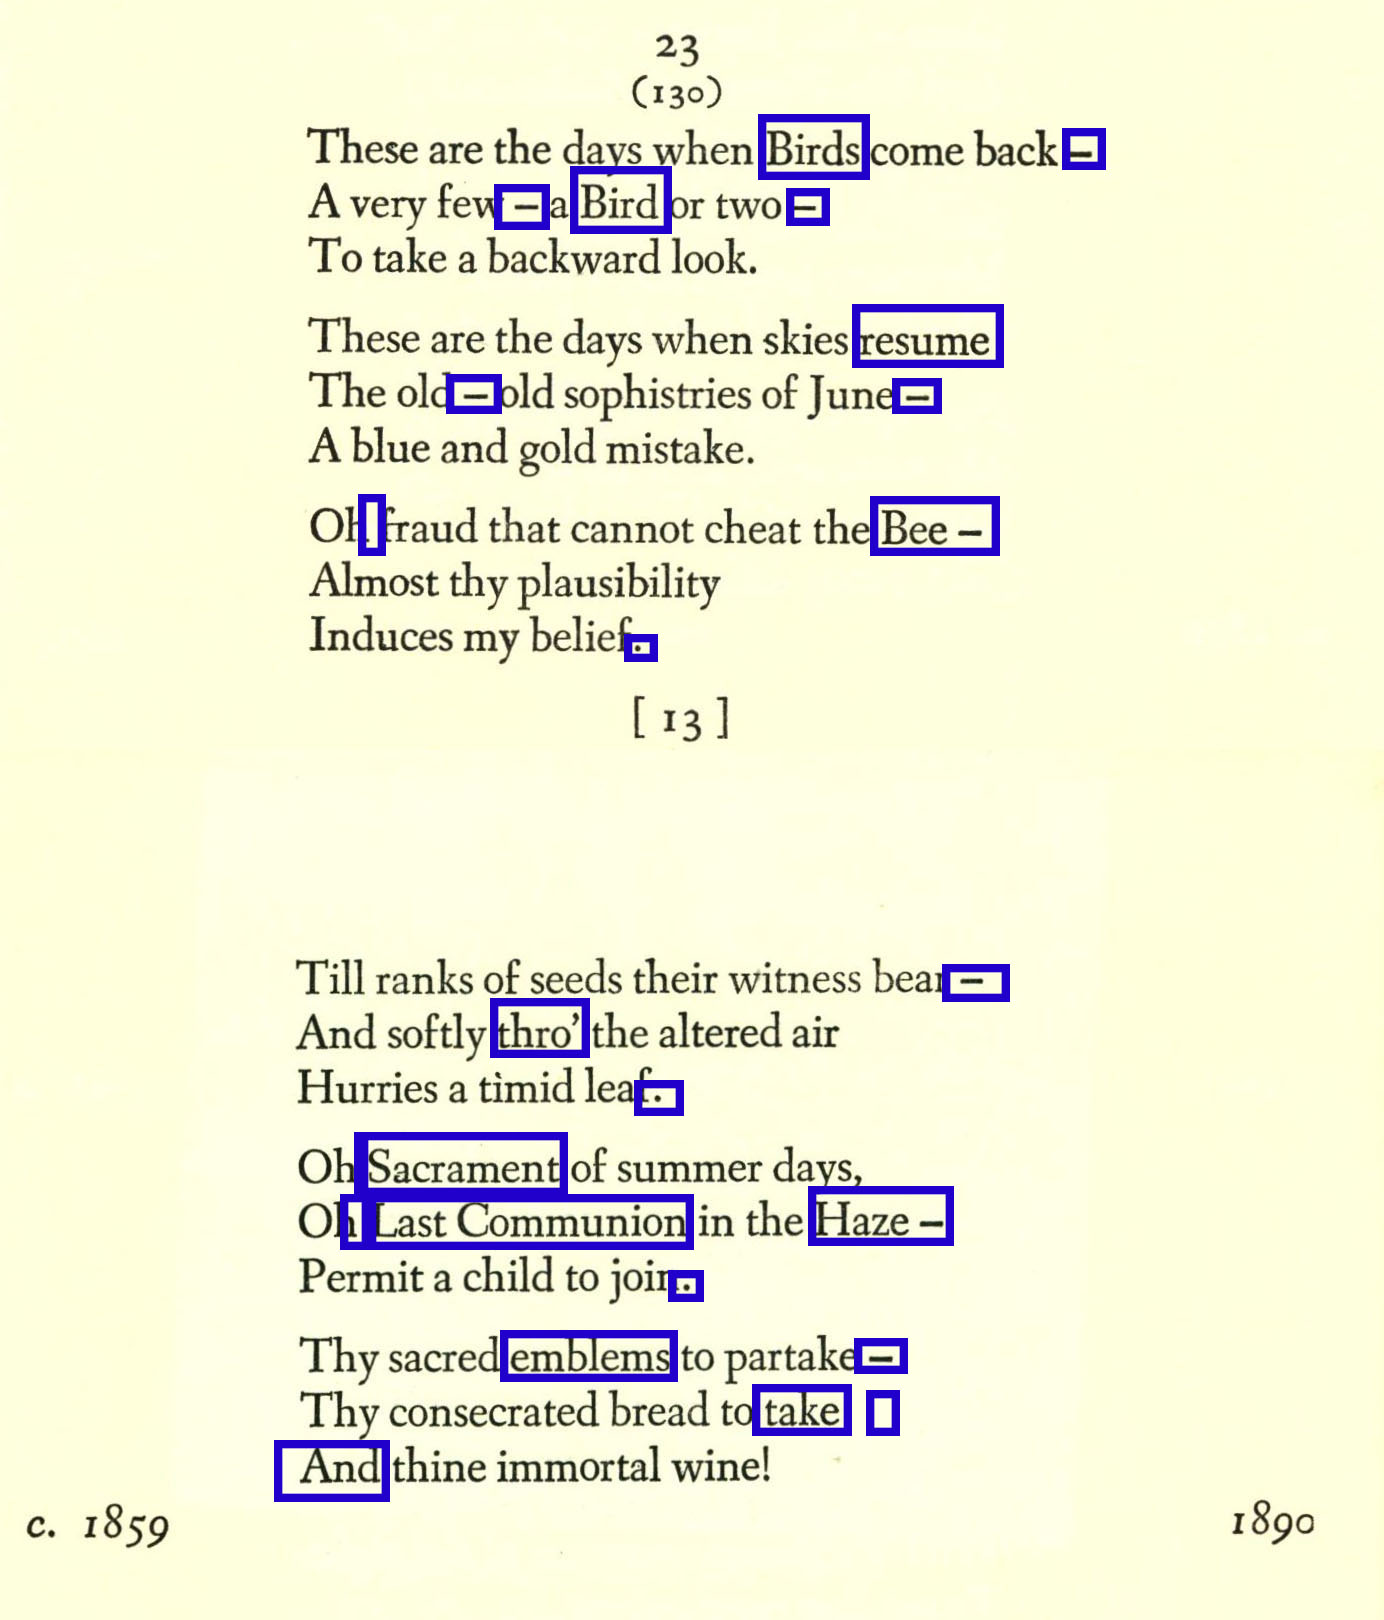 23
(130)
These are the days when Birds come back –
A very few – a Bird or two –
To take a backward look.
These are the days when skies resume
The old – old sophistries of June –
A blue and gold mistake.
Oh fraud that cannot cheat the Bee –
Almost thy plausibility
Induces my belief.
[ 13 ]
Till ranks of seeds their witness bear –
And softly thro' the altered air
Hurries a timid leaf.
Oh Sacrament of summer days,
Oh Last Communion in the Haze –
Permit a child to join.
Thy sacred emblems to partake –
Thy consecrated bread to take
And thine immortal wine!
c. 1859
1890